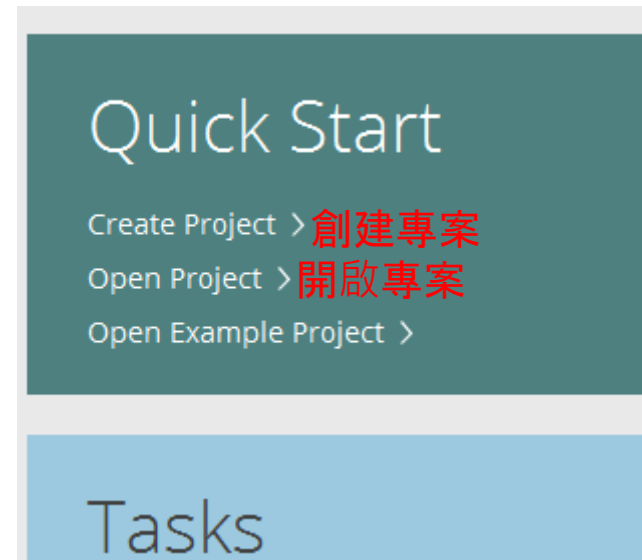 Quick Start
Create Project > 創建專案
Open Project > 開啟專案
Open Example Project >
Tasks